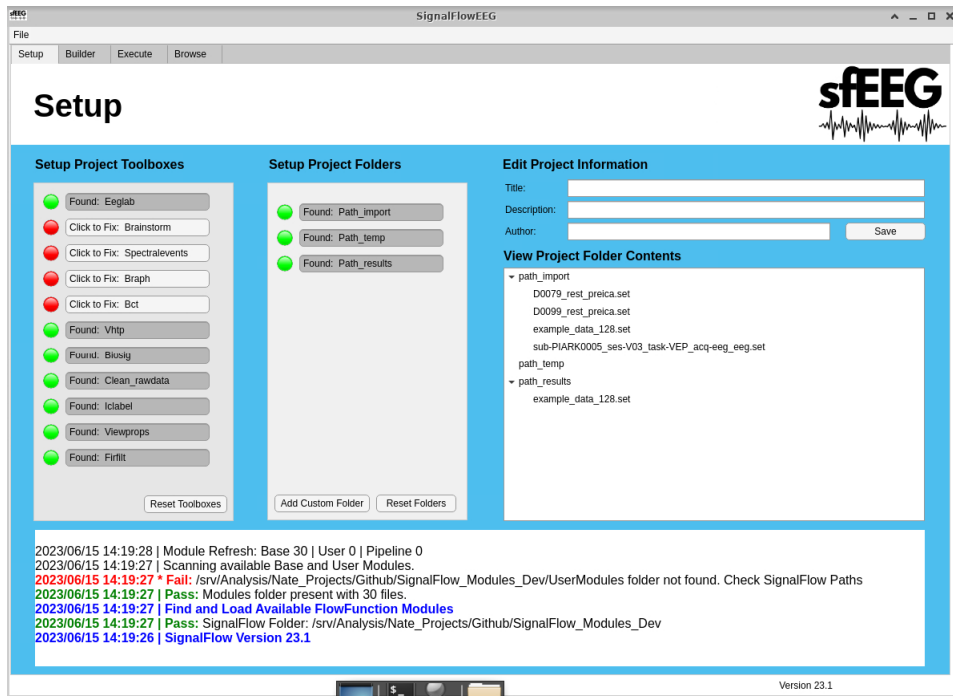 SignalFlowEEG
File
Setup
Builder
Execute
Browse
Setup
sfEEG
Setup Project Toolboxes
Found: Eeglab
Click to Fix: Brainstorm
Click to Fix: Spectralevents
Click to Fix: Braph
Click to Fix: Bct
Found: Vhtp
Found: Biosig
Found: Clean_rawdata
Found: Iclabel
Found: Viewprops
Found: Firfilt
Reset Toolboxes
Setup Project Folders
Found: Path_import
Found: Path_temp
Found: Path_results
Add Custom Folder
Reset Folders
Edit Project Information
Title:
Description:
Author:
Save
View Project Folder Contents
path_import
D0079_rest_preica.set
D0099_rest_preica.set
example_data_128.set
sub-PIARK0005_ses-V03_task-VEP_acq-eeg_eeg.set
path_temp
path_results
example_data_128.set
2023/06/15 14:19:28 | Module Refresh: Base 30 | User 0 | Pipeline 0
2023/06/15 14:19:27 | Scanning available Base and User Modules.
2023/06/15 14:19:27 * Fail: /srv/Analysis/Nate_Projects/Github/SignalFlow_Modules_Dev/UserModules folder not found. Check SignalFlow Paths
2023/06/15 14:19:27 | Pass: Modules folder present with 30 files.
2023/06/15 14:19:27 | Find and Load Available FlowFunction Modules
2023/06/15 14:19:27 | Pass: SignalFlow Folder: /srv/Analysis/Nate_Projects/Github/SignalFlow_Modules_Dev
2023/06/15 14:19:26 | SignalFlow Version 23.1
Version 23.1
$_